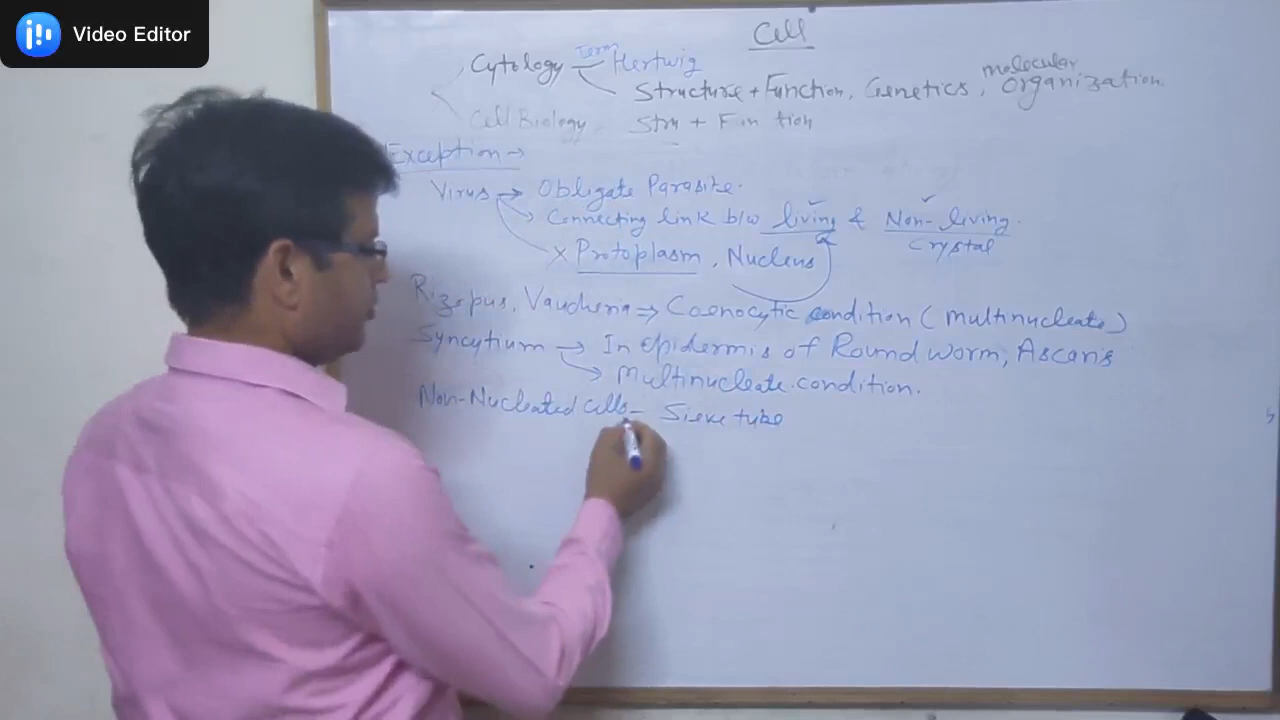 Video Editor
Cell
Cytology Term Hertwig
Structure + Function, Genetics, molecular organization
Cell Biology Stru + Function
Exception →
Virus → Obligate Parasite.
Connecting link b/w living & Non-living.
Crystal
x Protoplasm, Nucleus
Rizopus, Vaucheria ⇒ Coenocytic condition (multinucleate)
Syncytium → In epidermis of Round worm, Ascaris
→ Multinucleate condition.
Non-Nucleated cells- Sieve tube